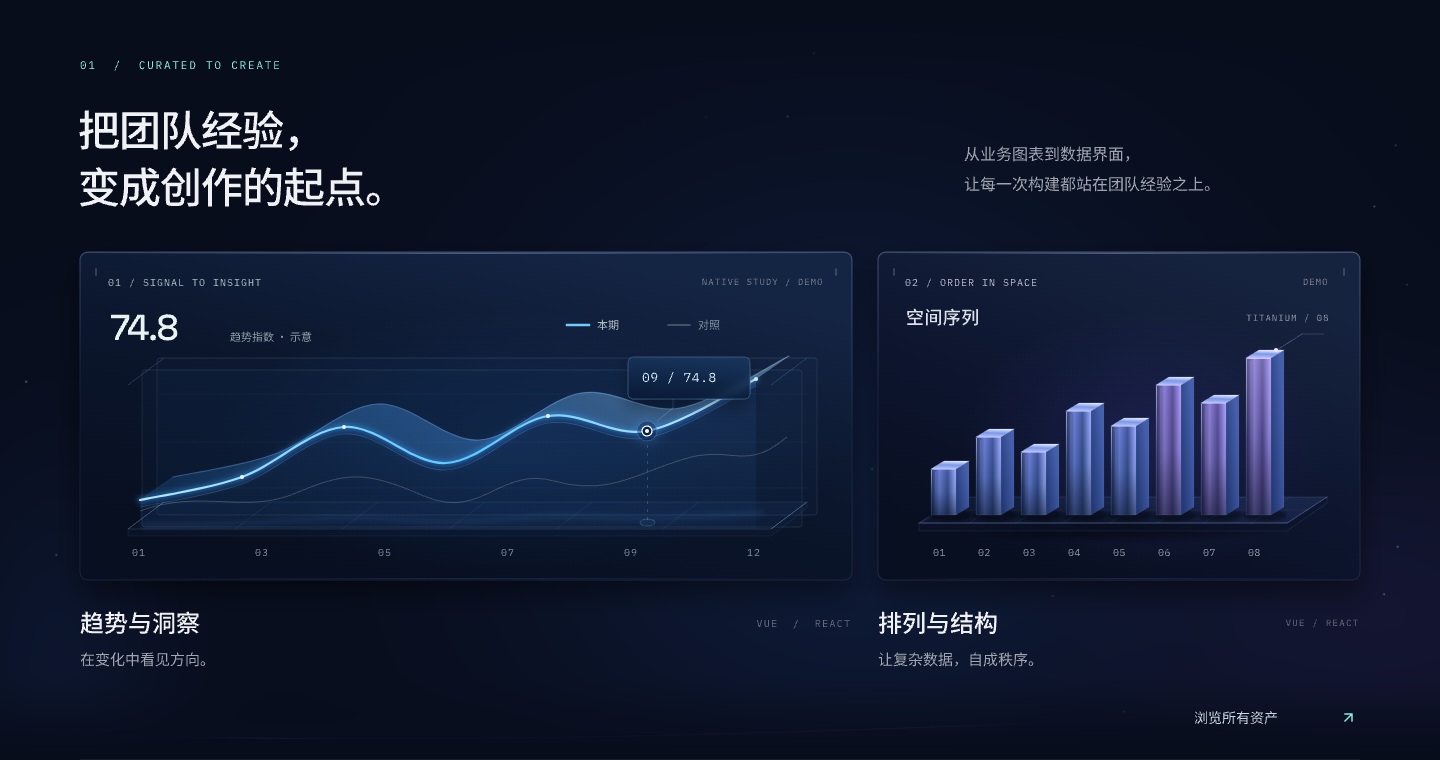 01 / CURATED TO CREATE
把团队经验，
变成创作的起点。
从业务图表到数据界面，
让每一次构建都站在团队经验之上。
01 / SIGNAL TO INSIGHT
NATIVE STUDY / DEMO
74.8
趋势指数 · 示意
本期
对照
09 / 74.8
01 03 05 07 09 12
02 / ORDER IN SPACE
DEMO
空间序列
TITANIUM / 08
01 02 03 04 05 06 07 08
趋势与洞察
VUE / REACT
在变化中看见方向。
排列与结构
VUE / REACT
让复杂数据，自成秩序。
浏览所有资产